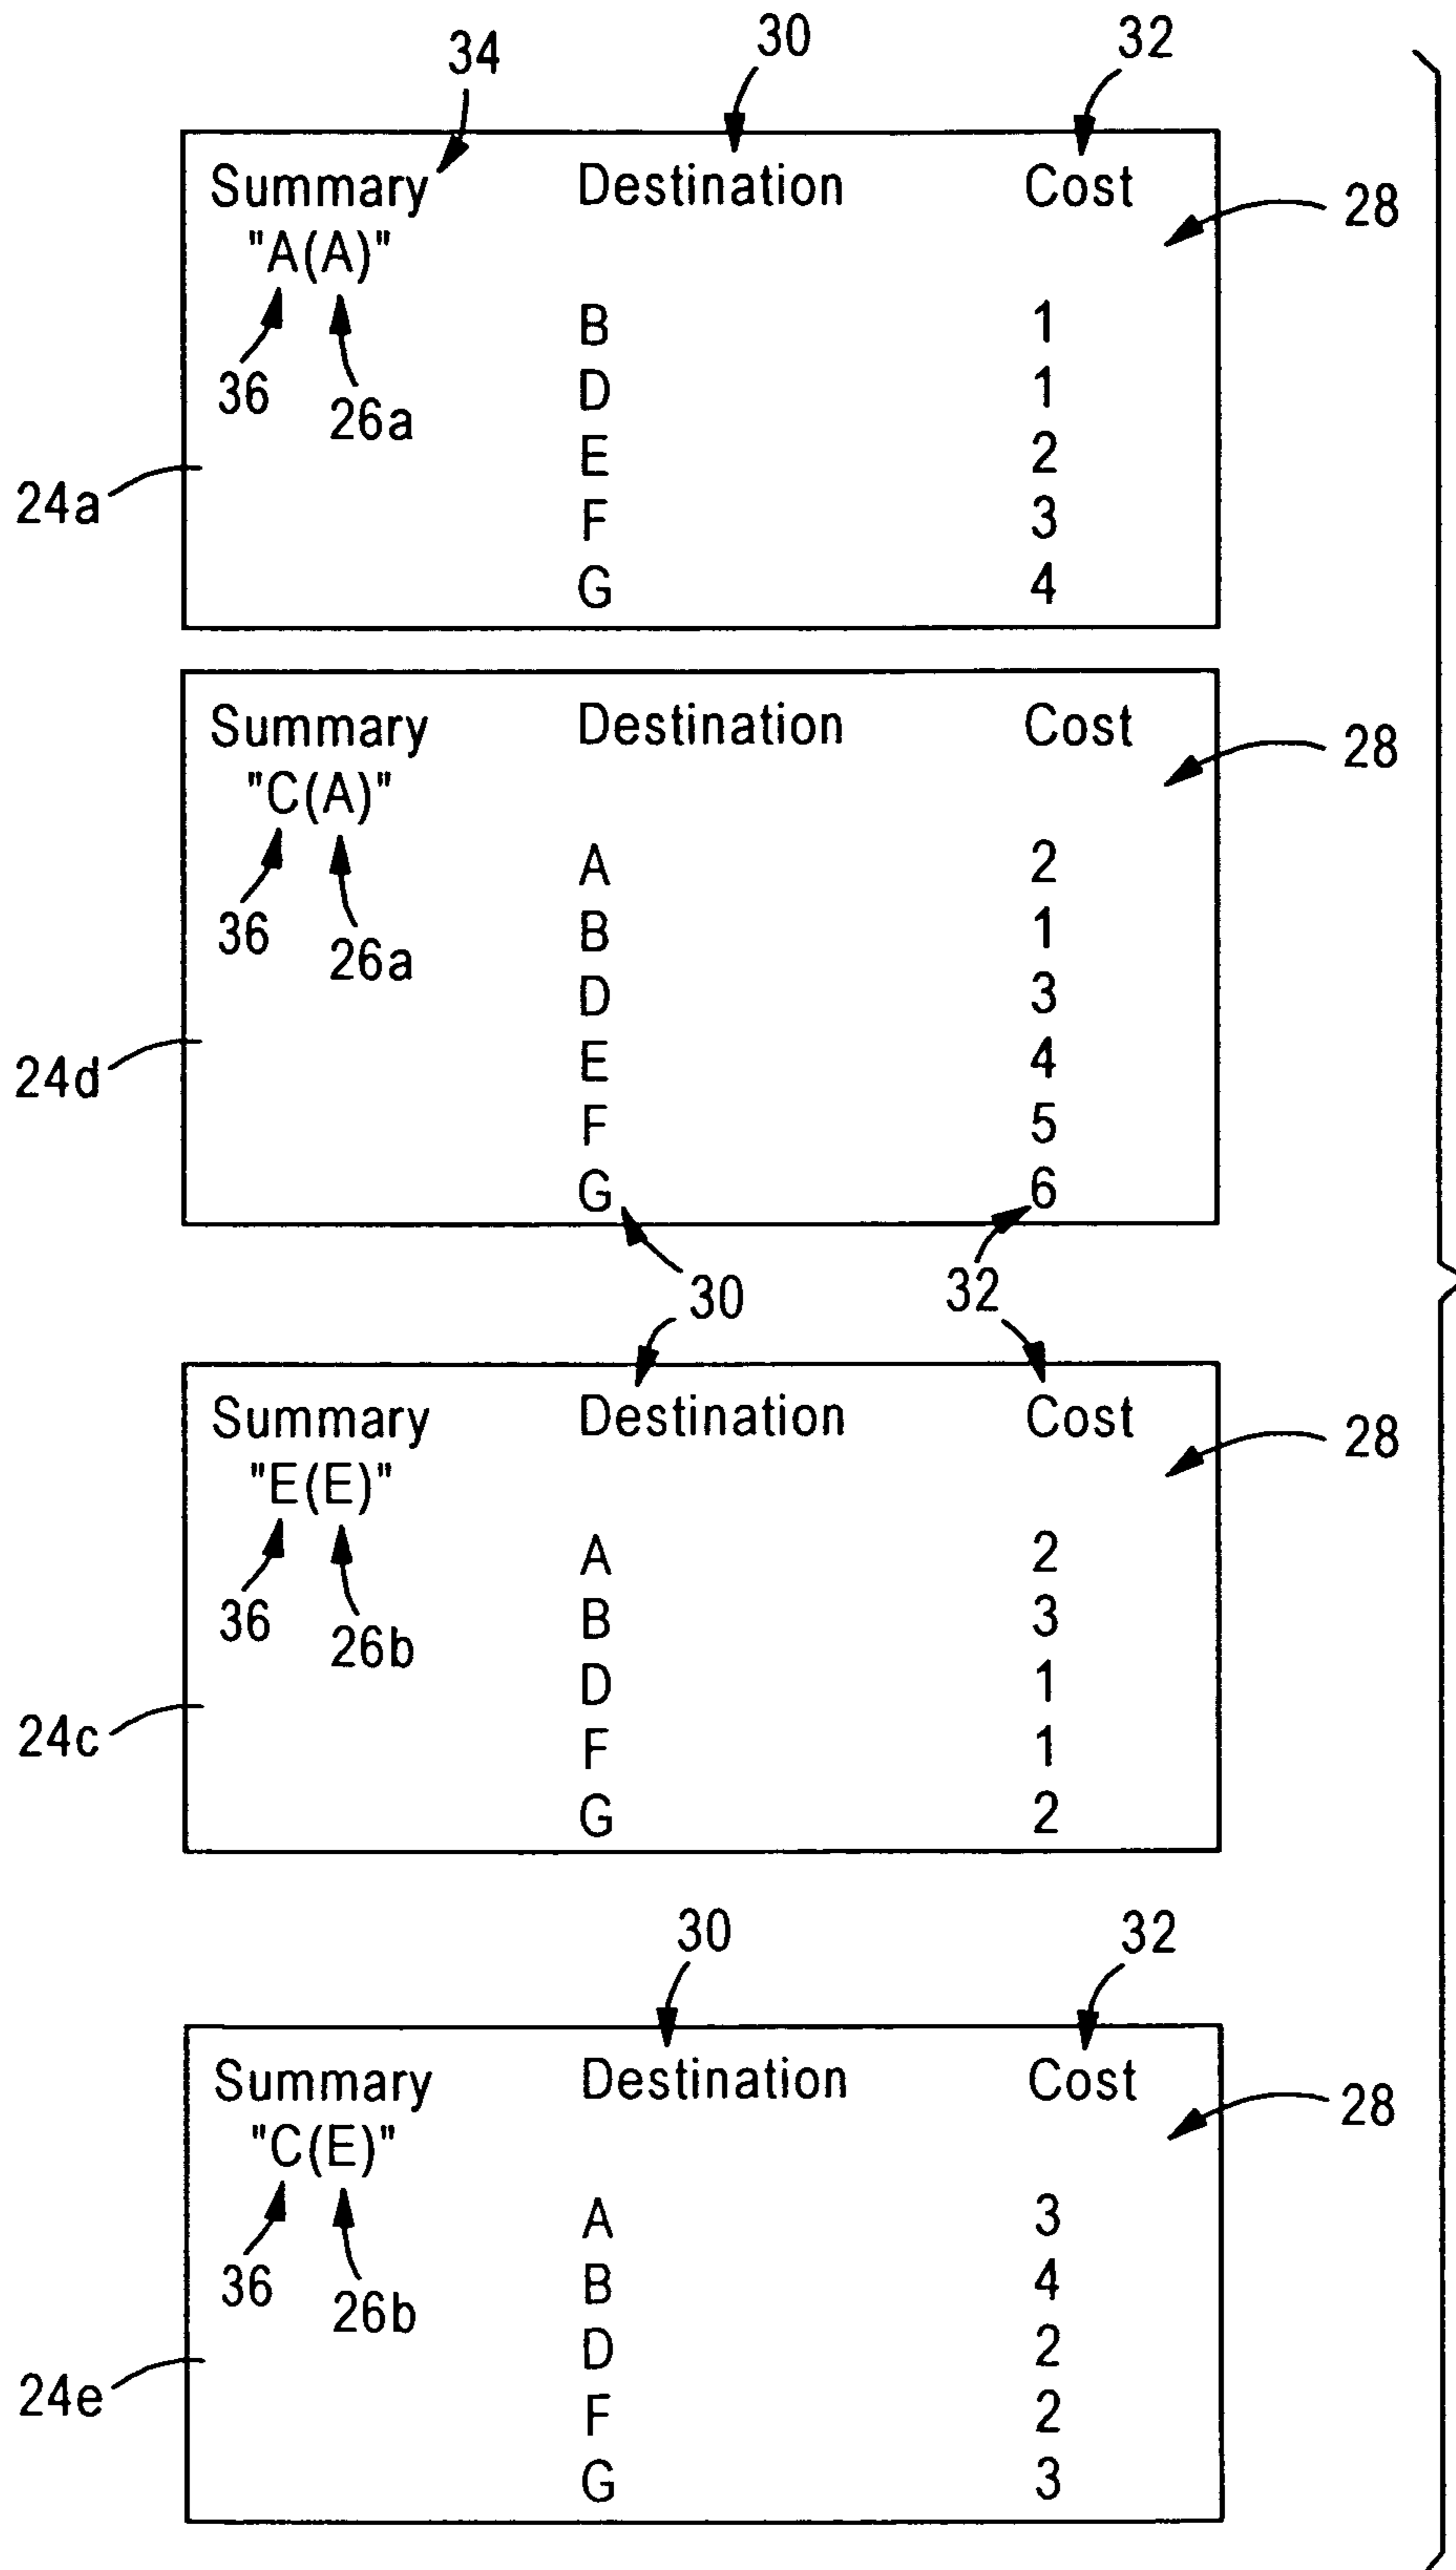 34 30 32
Summary Destination Cost
28
"A(A)"
B 1
36 D 1
26a
E 2
24a
F 3
G 4
Summary Destination Cost
28
"C(A)"
A 2
36 B 1
26a
D 3
24d E 4
F 5
G 6
30 32
Summary Destination Cost
28
"E(E)"
A 2
36 B 3
26b
D 1
24c F 1
G 2
30 32
Summary Destination Cost
28
"C(E)"
A 3
36 B 4
26b
D 2
24e F 2
G 3